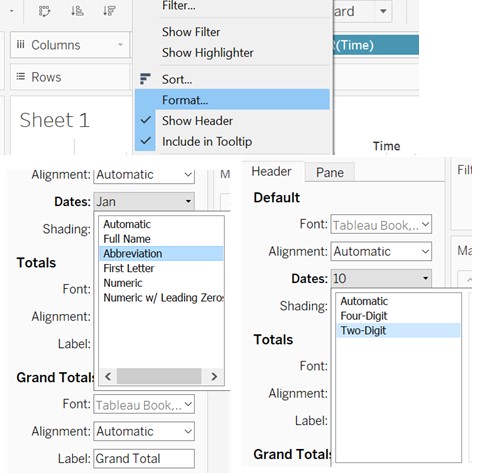 Filter...
ard
Show Filter
Columns
Show Highlighter
(Time)
Rows
Sort...
Format...
Sheet 1
Show Header
Include in Tooltip
Time
Alignment: Automatic
Dates: Jan
Shading:
Automatic
Full Name
Abbreviation
First Letter
Numeric
Numeric w/ Leading Zeros
Totals
Font:
Alignment:
Label:
Grand Totals
Font: Tableau Book,...
Alignment: Automatic
Label: Grand Total
Header Pane
Filt
Default
Font: Tableau Book,...
Alignment: Automatic
Ma
Dates: 10
Shading:
Automatic
Four-Digit
Two-Digit
Totals
Font:
Alignment:
Label:
Grand Totals